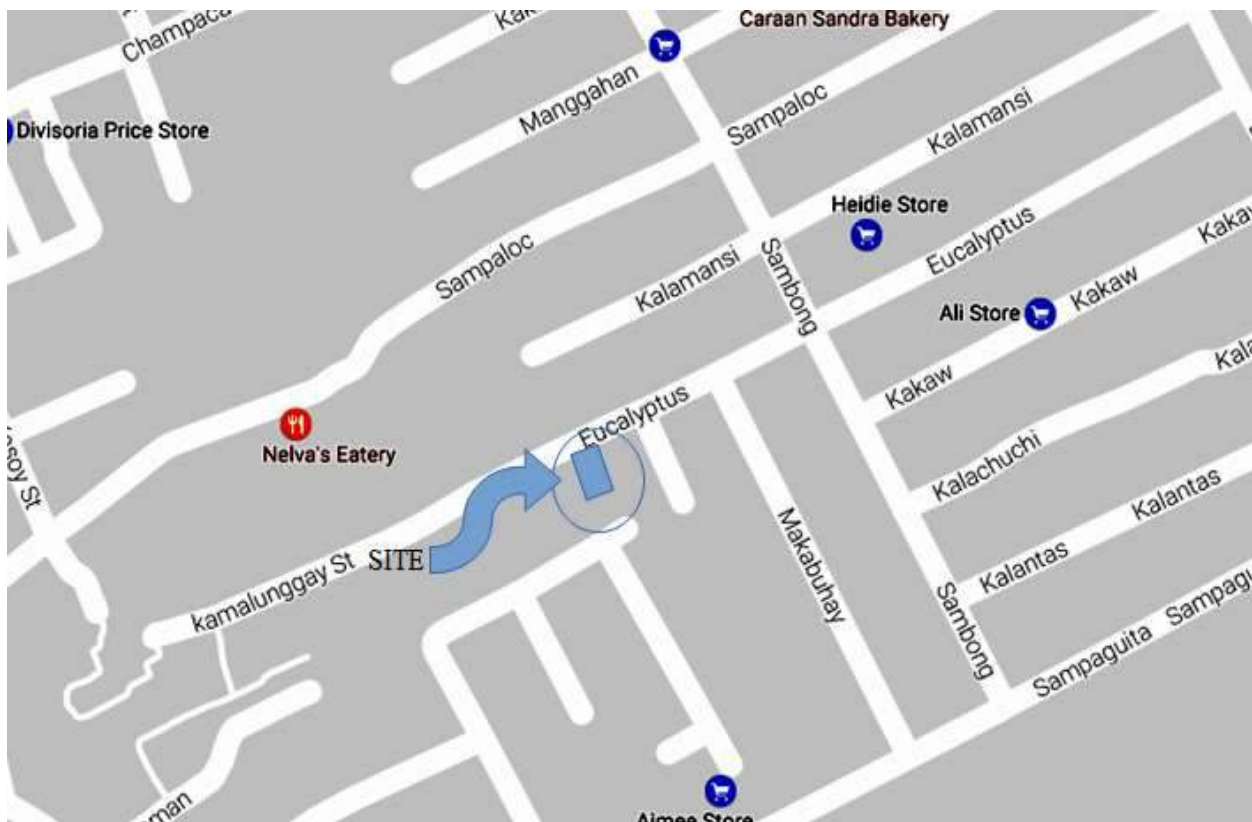 Caraan Sandra Bakery
Champaca
Manggahan
Sampaloc
Kalamansi
Divisoria Price Store
Heidie Store
Sampaloc
Kalamansi
Sambong
Eucalyptus
Ali Store
Kakaw
Kakaw
Eucalyptus
Nelva's Eatery
Kalachuchi
Kalantas
SITE
kamalunggay St
Makabuhay
Kalantas
Sambong
Sampaguita
Aimee Store